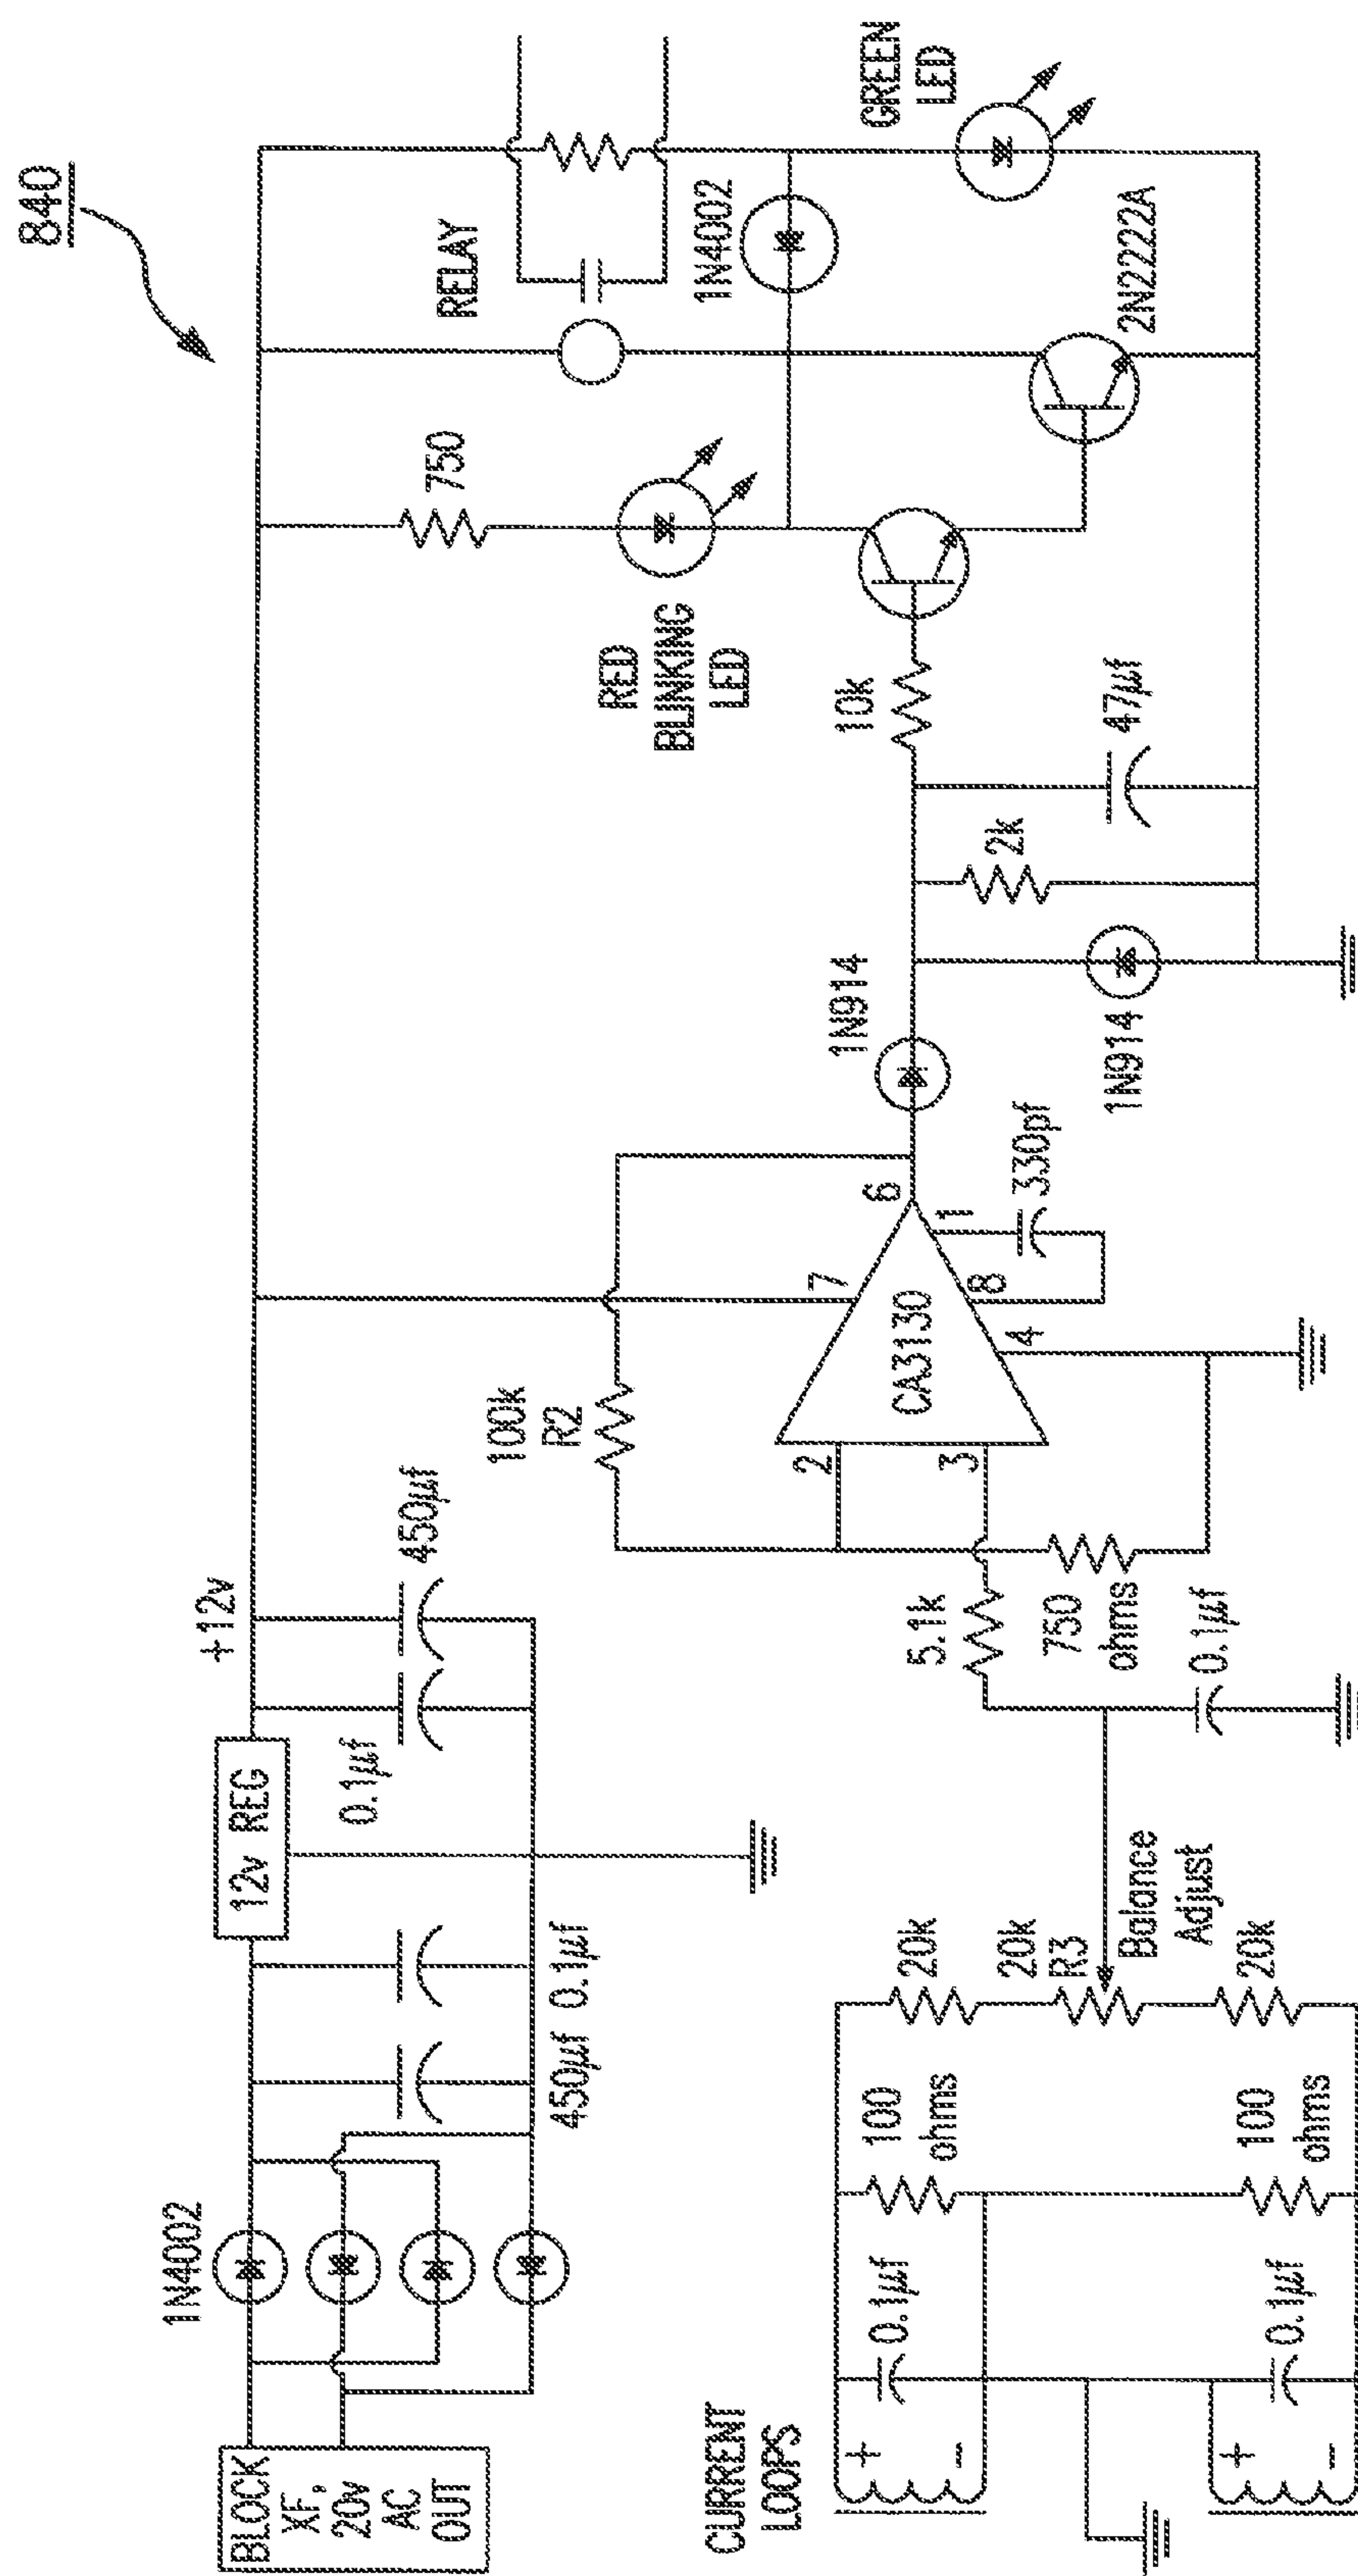 840
BLOCK
XF,
20v
AC
OUT
1N4002
450µf
0.1µf
12v REG
+12v
0.1µf
450µf
RELAY
750
RED
BLINKING
LED
1N4002
GREEN
LED
2N2222A
10k
47µf
2k
1N914
1N914
100k
R2
7
6
1
8
4
2
3
CA3130
330pf
5.1k
750
ohms
0.1µf
CURRENT
LOOPS
+
-
+
-
0.1µf
0.1µf
100
ohms
100
ohms
20k
20k
R3
20k
Balance
Adjust